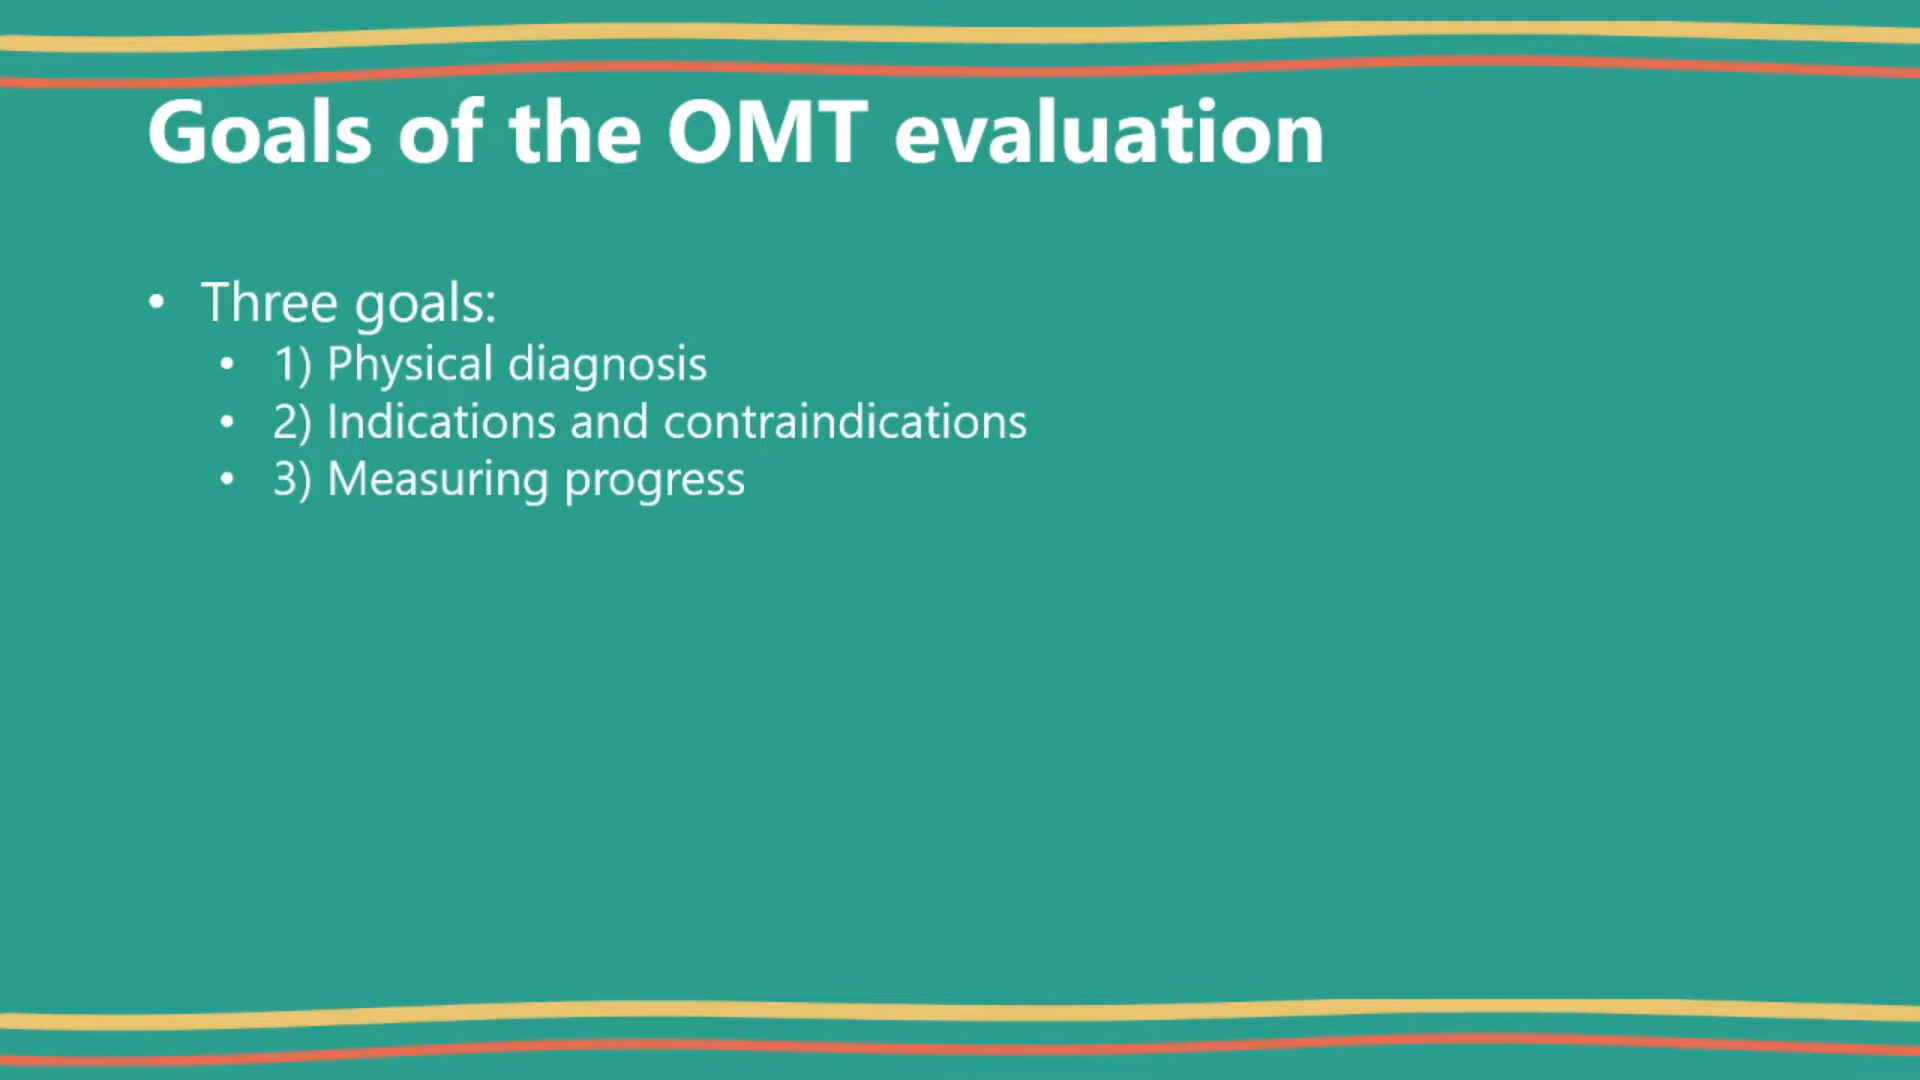 Goals of the OMT evaluation
• Three goals:
• 1) Physical diagnosis
• 2) Indications and contraindications
• 3) Measuring progress